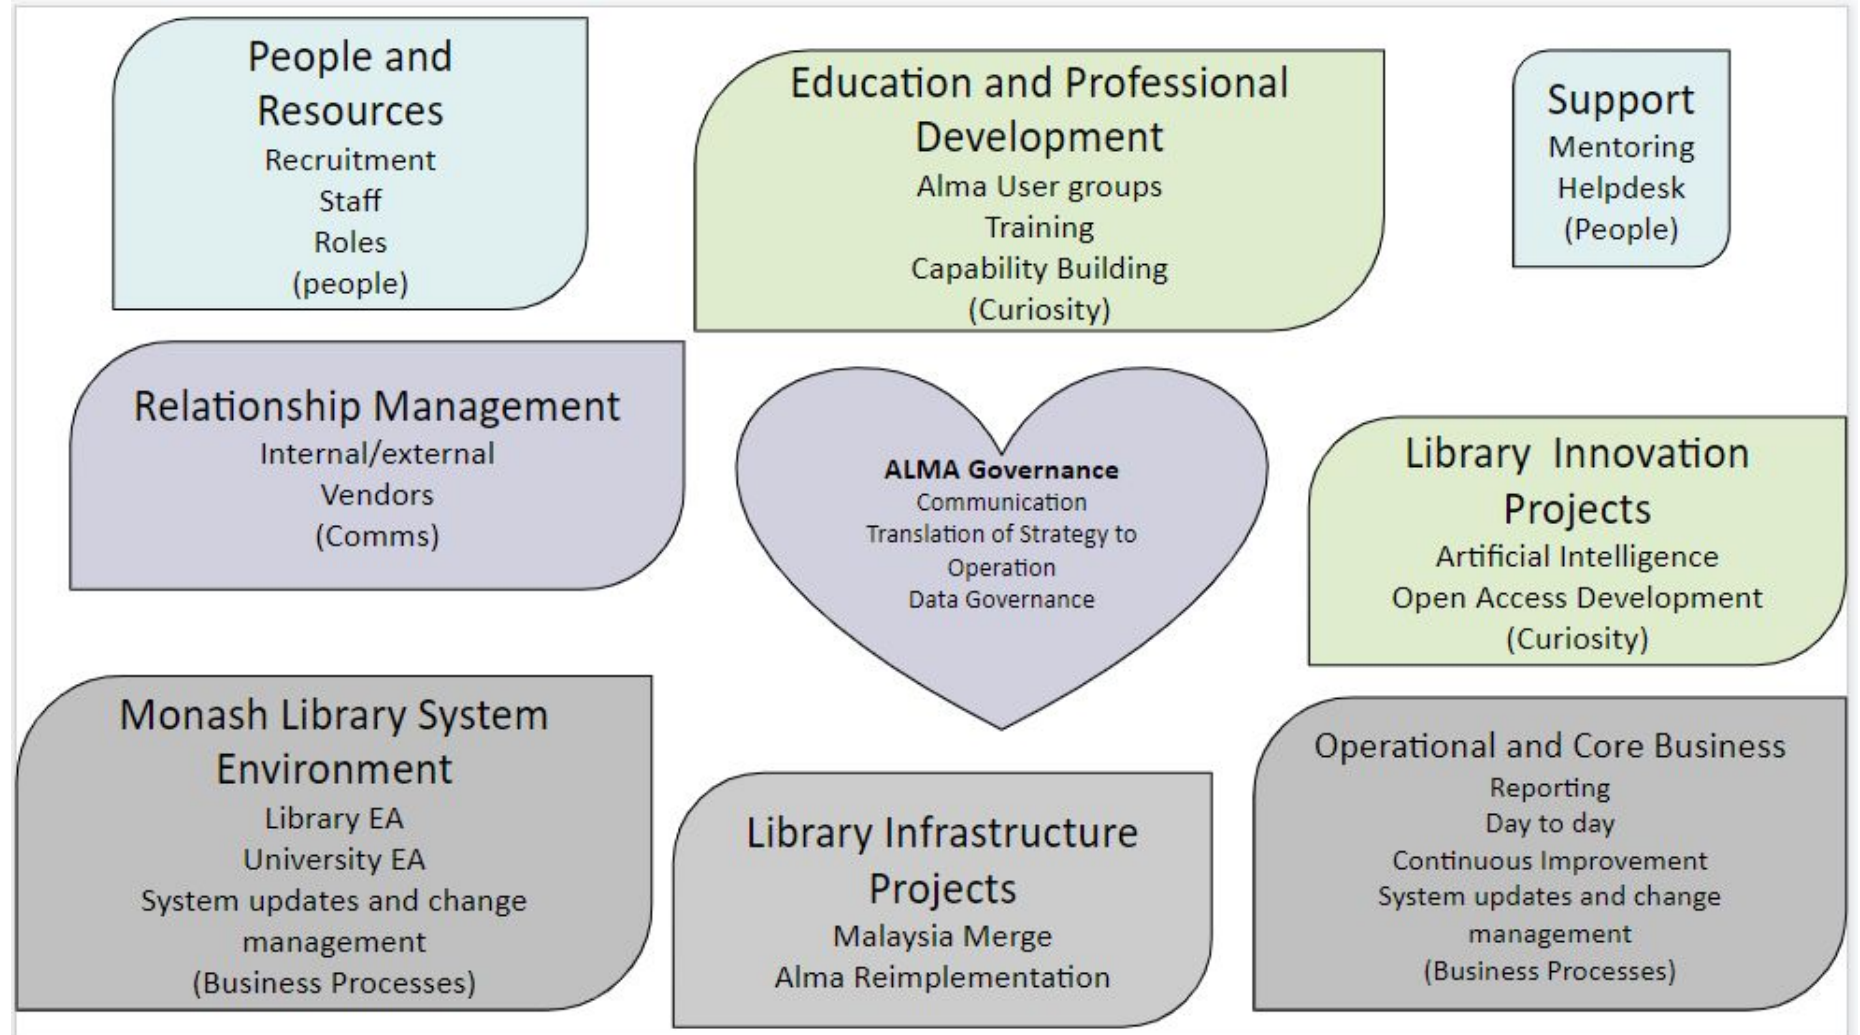 People and
Resources
Recruitment
Staff
Roles
(people)
Education and Professional
Development
Alma User groups
Training
Capability Building
(Curiosity)
Support
Mentoring
Helpdesk
(People)
Relationship Management
Internal/external
Vendors
(Comms)
ALMA Governance
Communication
Translation of Strategy to
Operation
Data Governance
Library  Innovation
Projects
Artificial Intelligence
Open Access Development
(Curiosity)
Monash Library System
Environment
Library EA
University EA
System updates and change
management
(Business Processes)
Library Infrastructure
Projects
Malaysia Merge
Alma Reimplementation
Operational and Core Business
Reporting
Day to day
Continuous Improvement
System updates and change
management
(Business Processes)